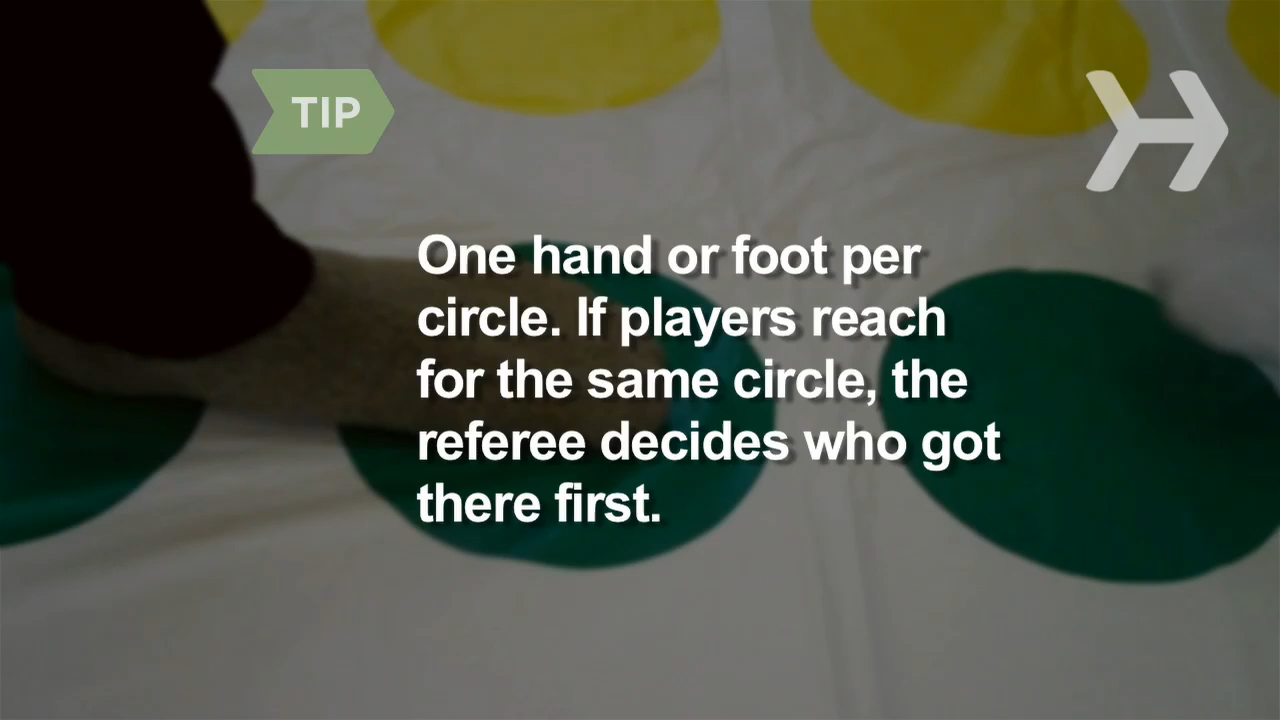 TIP
One hand or foot per
circle. If players reach
for the same circle, the
referee decides who got
there first.